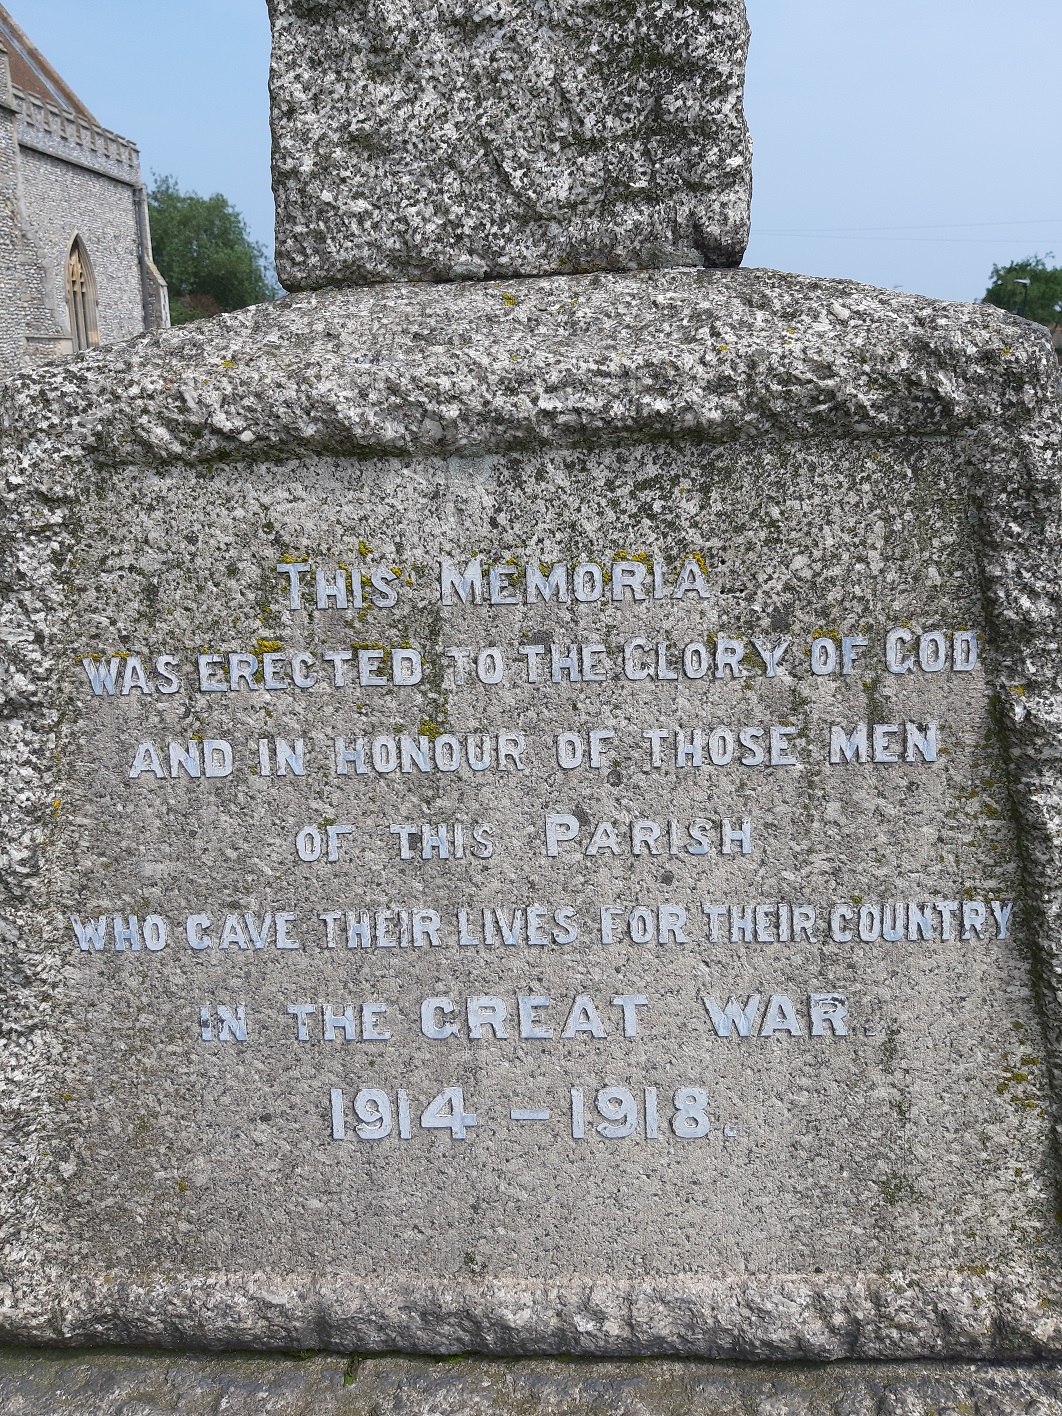 THIS MEMORIA
WAS ERECTED TO THE GLORY OF GOD
AND IN HONOUR OF THOSE MEN
OF THIS PARISH
WHO GAVE THEIR LIVES FOR THEIR COUNTRY
IN THE GREAT WAR
1914 – 1918.